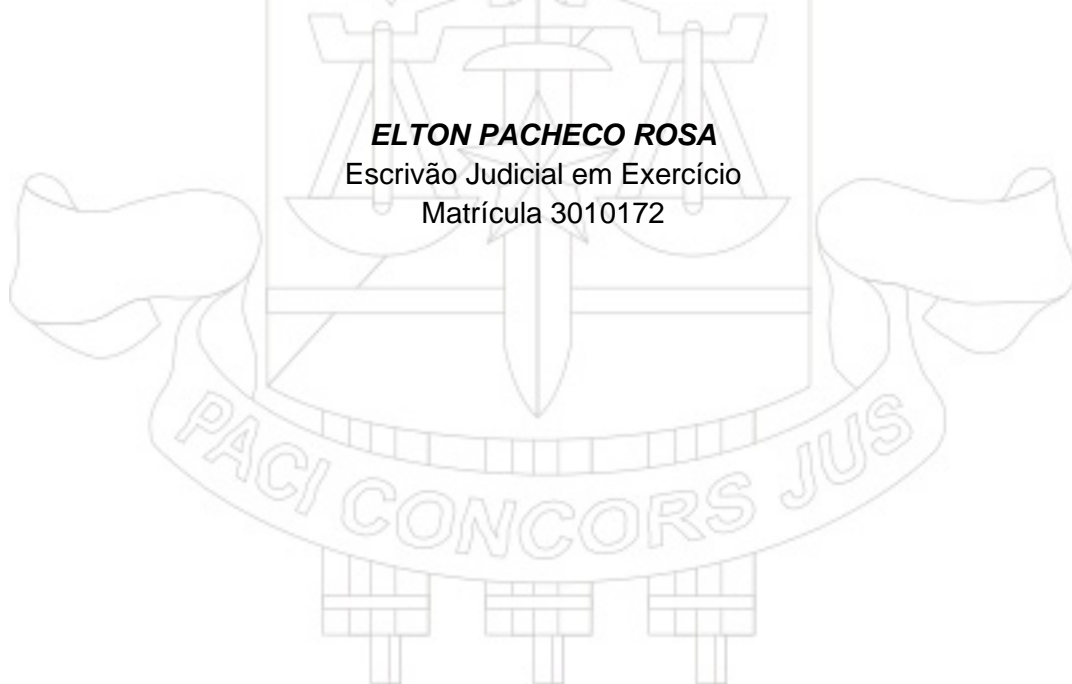 ELTON PACHECO ROSA
Escrivão Judicial em Exercício
Matrícula 3010172
PACI CONCORS JUS